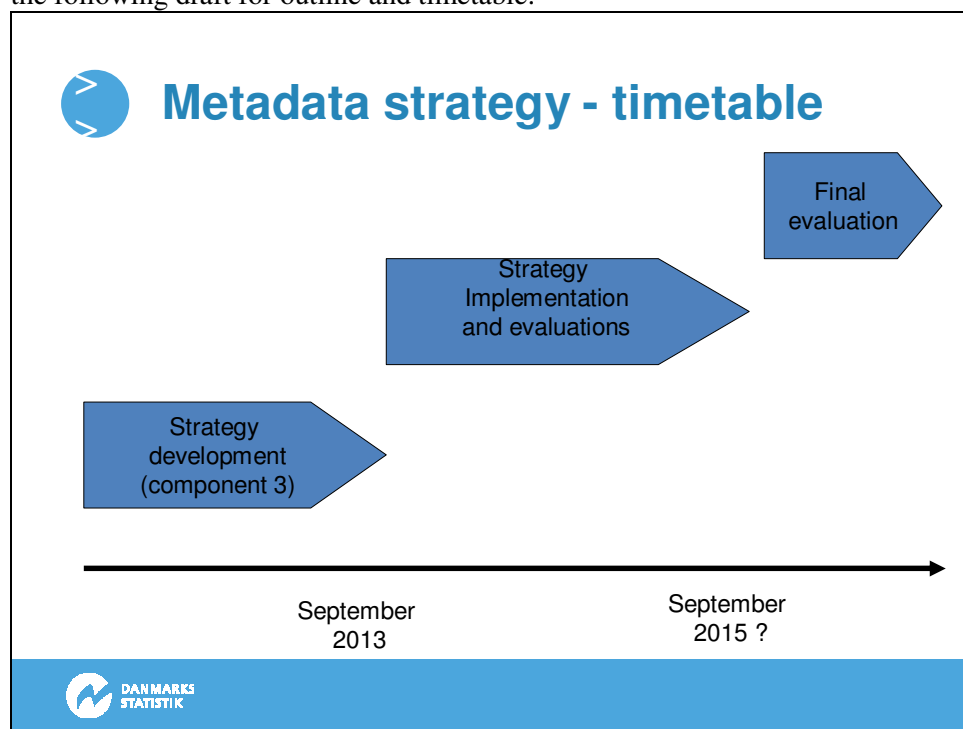 the following draft for outline and timetable:
> Metadata strategy - timetable
>
Final
evaluation
Strategy
Implementation
and evaluations
Strategy
development
(component 3)
September
2013
September
2015 ?
DANMARKS
STATISTIK